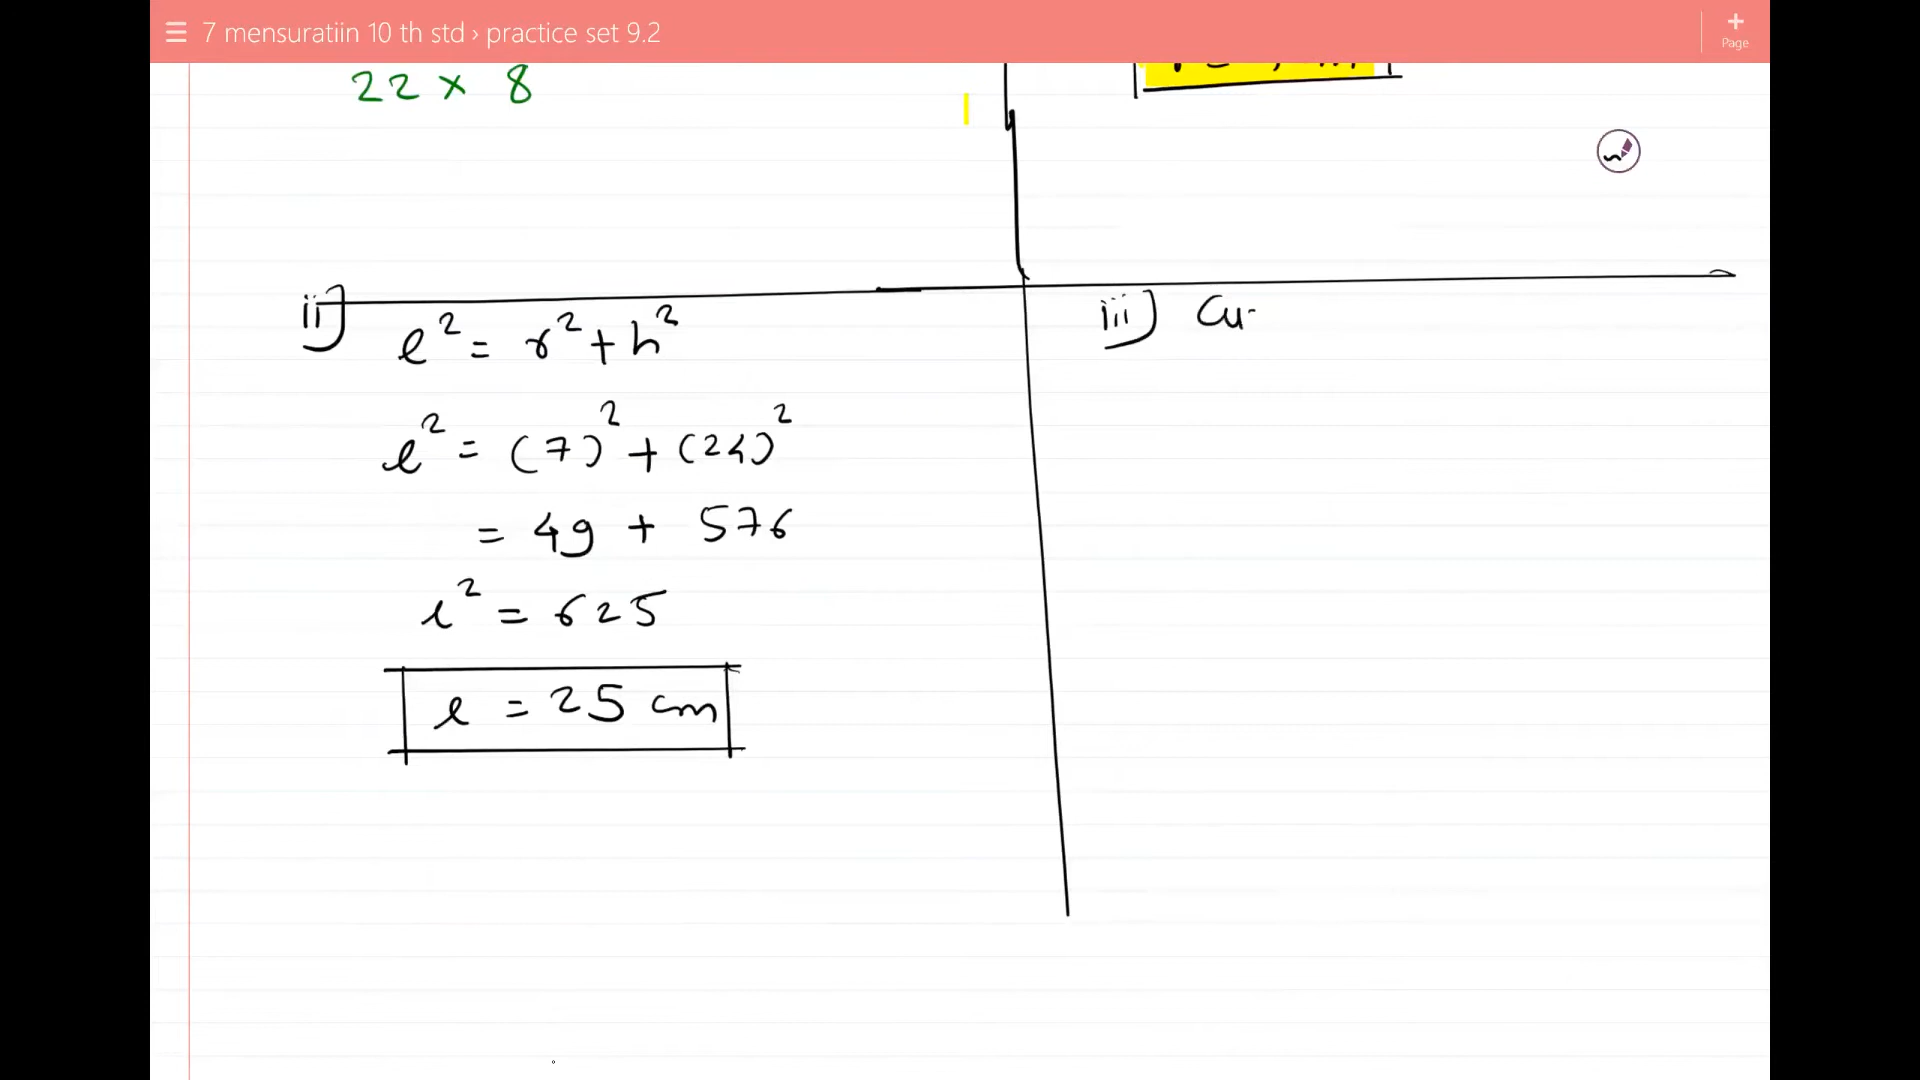 7 mensuratiin 10 th std › practice set 9.2
+
Page
22 × 8
ii) l² = r² + h²
l² = (7)² + (24)²
= 49 + 576
l² = 625
l = 25 cm
iii) Cur